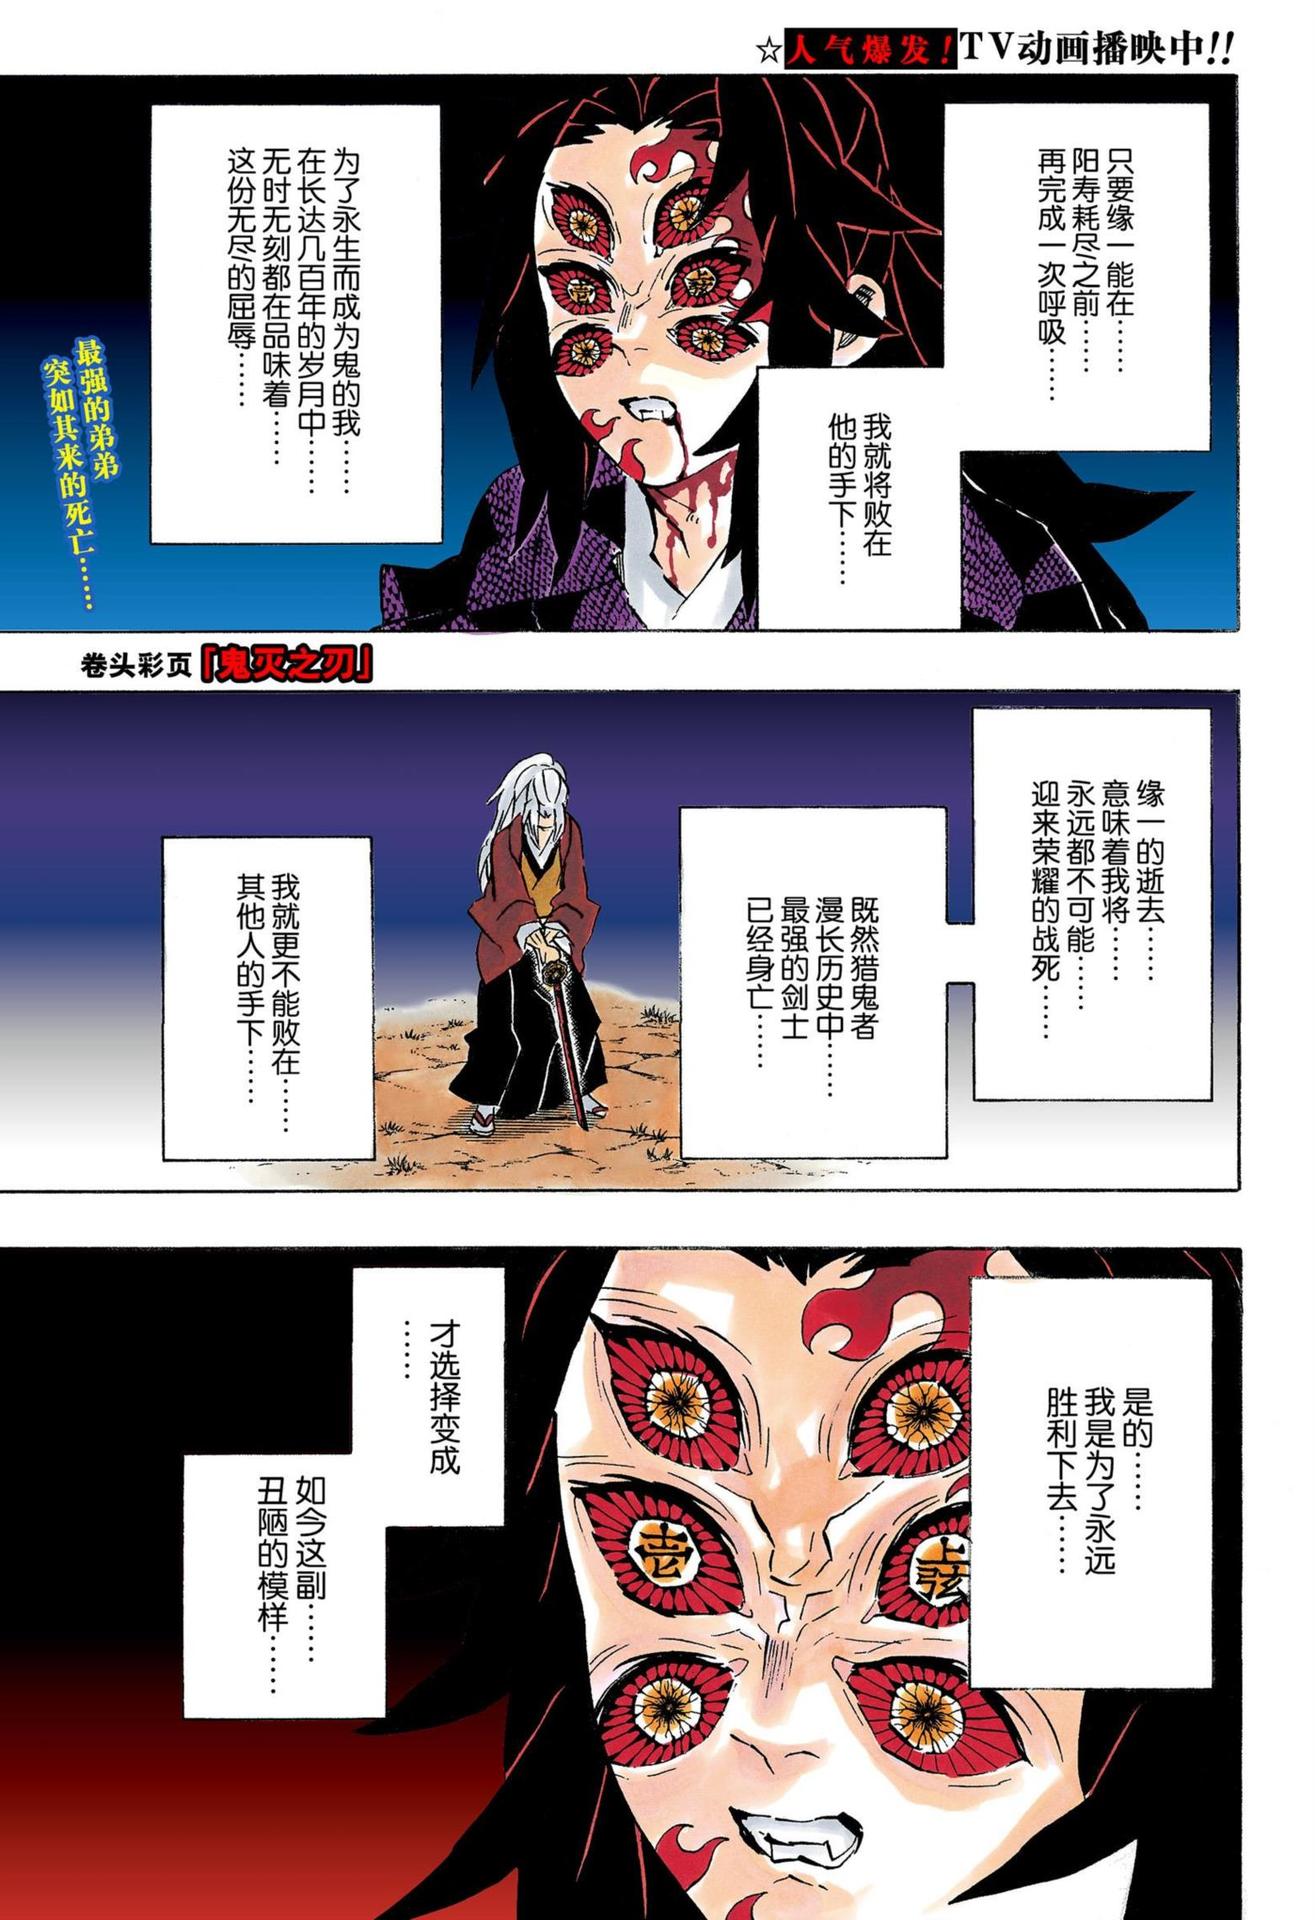 ☆人气爆发！TV动画播映中!!
只要缘一能在……
阳寿耗尽之前……
再完成一次呼吸……
我就将败在
他的手下……
为了永生而成为鬼的我……
在长达几百年的岁月中……
无时无刻都在品味着……
这份无尽的屈辱……
最强的弟弟
突如其来的死亡……
上弦
壱
卷头彩页「鬼灭之刃」
缘一的逝去……
意味着我将……
永远都不可能……
迎来荣耀的战死……
既然猎鬼者
漫长历史中……
最强的剑士
已经身亡……
我就更不能败在……
其他人的手下……
是的……
我是为了永远
胜利下去……
才选择变成
……
如今这副……
丑陋的模样……
上弦
壱